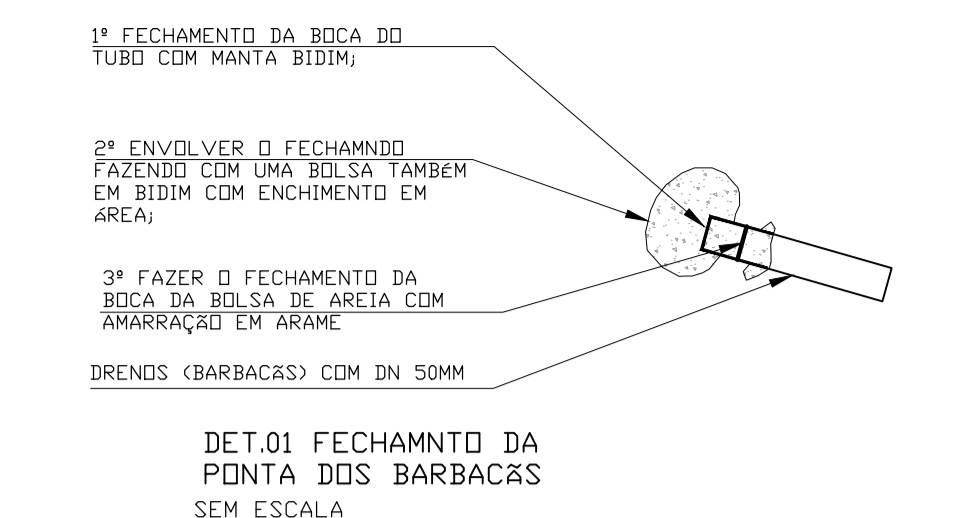 1º FECHAMENTO DA BOCA DO
TUBO COM MANTA BIDIM;
2º ENVOLVER O FECHAMNDO
FAZENDO COM UMA BOLSA TAMBÉM
EM BIDIM COM ENCHIMENTO EM
ÁREA;
3º FAZER O FECHAMENTO DA
BOCA DA BOLSA DE AREIA COM
AMARRAÇÃO EM ARAME
DRENOS (BARBACÃS) COM DN 50MM
DET.01 FECHAMNTO DA
PONTA DOS BARBACÃS
SEM ESCALA